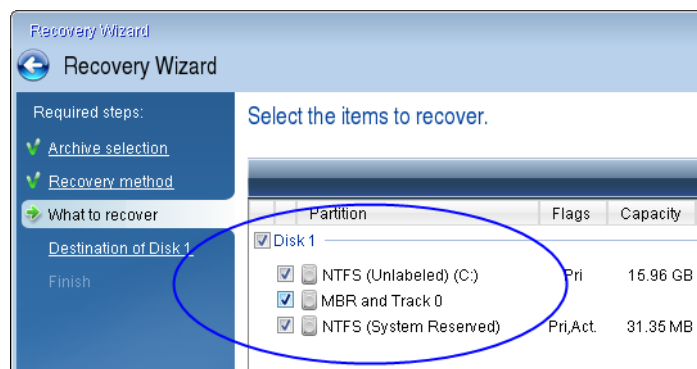 Recovery Wizard
Recovery Wizard
Required steps:
Archive selection
Recovery method
What to recover
Destination of Disk 1
Finish
Select the items to recover.
Partition Flags Capacity
Disk 1
NTFS (Unlabeled) (C:) Pri 15.96 GB
MBR and Track 0
NTFS (System Reserved) Pri,Act. 31.35 MB